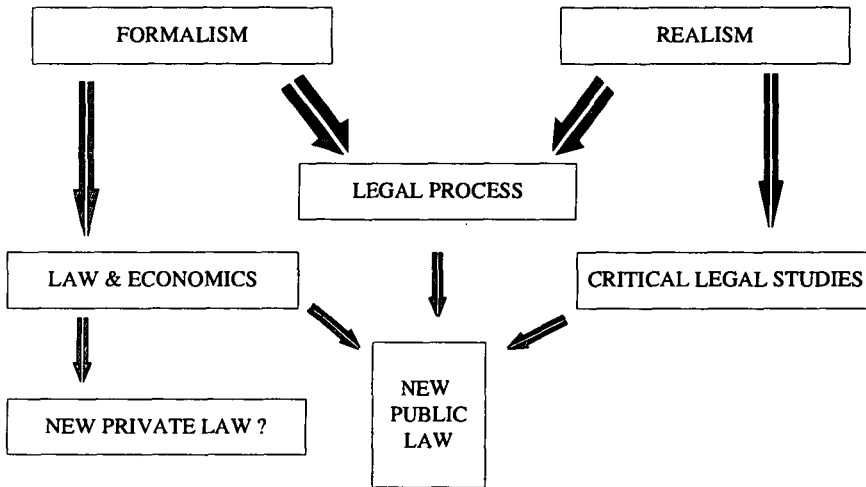 FORMALISM
REALISM
LEGAL PROCESS
LAW & ECONOMICS
CRITICAL LEGAL STUDIES
NEW
PUBLIC
LAW
NEW PRIVATE LAW ?